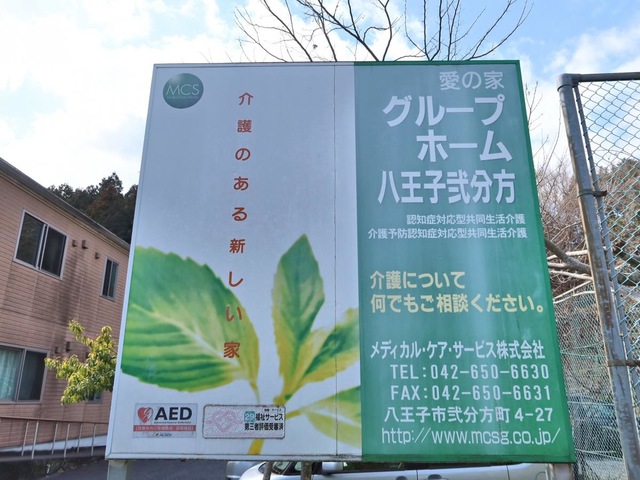 MCS
介護のある新しい家
愛の家
グループ
ホーム
八王子弐分方
認知症対応型共同生活介護
介護予防認知症対応型共同生活介護
介護について
何でもご相談ください。
メディカル・ケア・サービス株式会社
TEL:042-650-6630
FAX:042-650-6631
八王子市弐分方町4-27
http://www.mcsg.co.jp/
AED
福祉サービス
第三者評価受審済